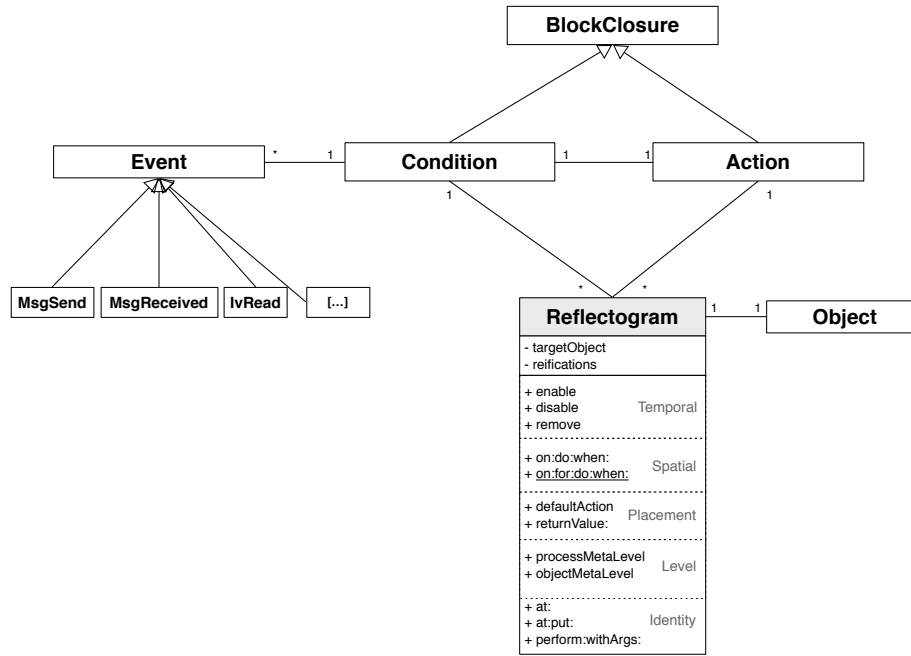 BlockClosure
Event
*
1
Condition
1
1
Action
1
1
MsgSend
MsgReceived
IvRead
[...]
*
*
Reflectogram
1
1
Object
- targetObject
- reifications
+ enable
+ disable
Temporal
+ remove
+ on:do:when:
Spatial
+ on:for:do:when:
+ defaultAction
Placement
+ returnValue:
+ processMetaLevel
Level
+ objectMetaLevel
+ at:
+ at:put:
Identity
+ perform:withArgs: